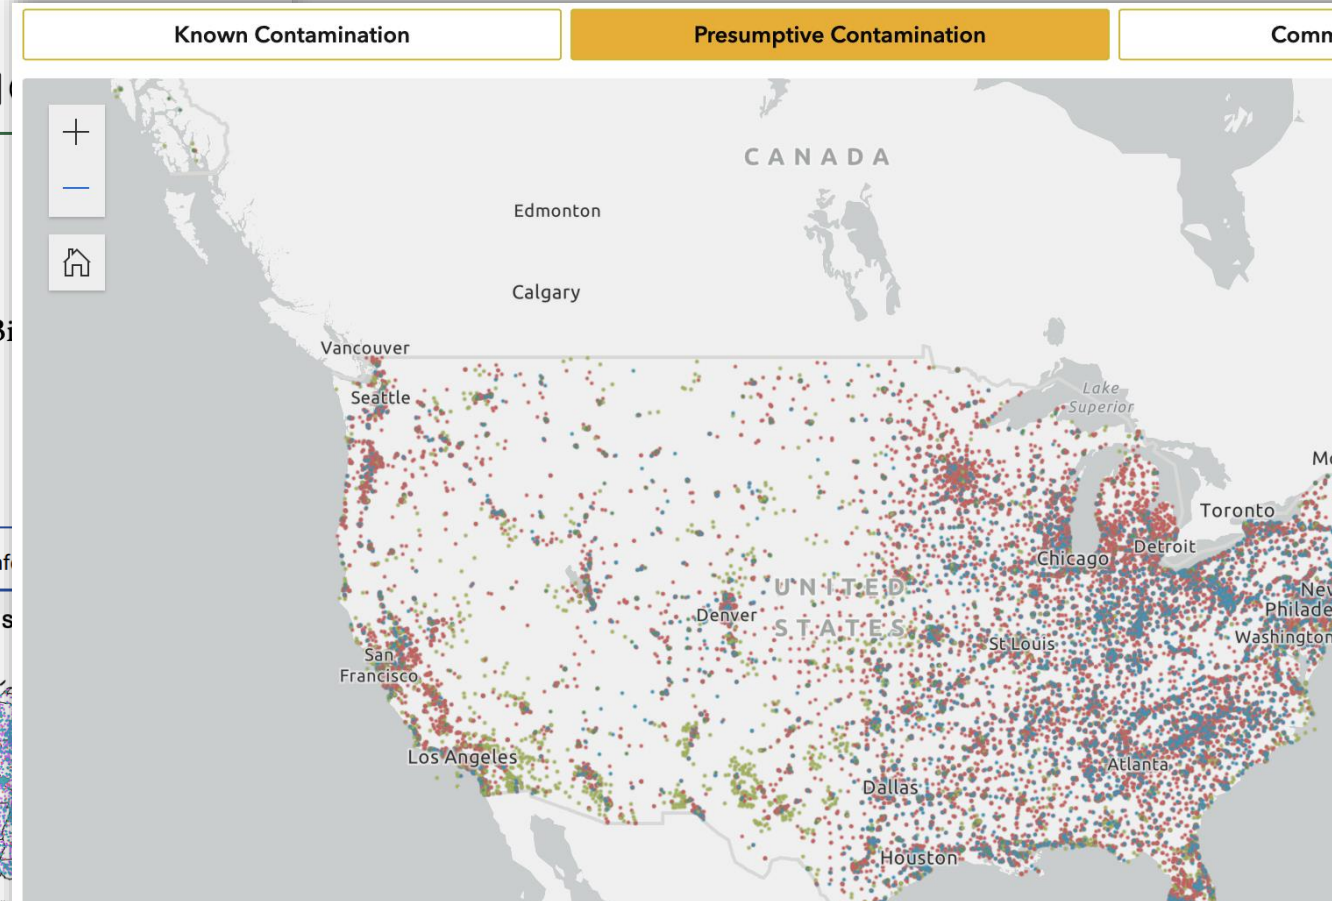 Known Contamination
Presumptive Contamination
CANADA
Edmonton
Calgary
Vancouver
Seattle
Lake
Superior
Toronto
Chicago
Detroit
UNITED
STATES
Denver
St Louis
Philade
Washington
San
Francisco
Los Angeles
Atlanta
Dallas
Houston